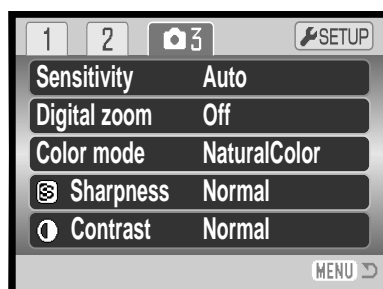 1 2 3 SETUP
Sensitivity Auto
Digital zoom Off
Color mode NaturalColor
Sharpness Normal
Contrast Normal
MENU